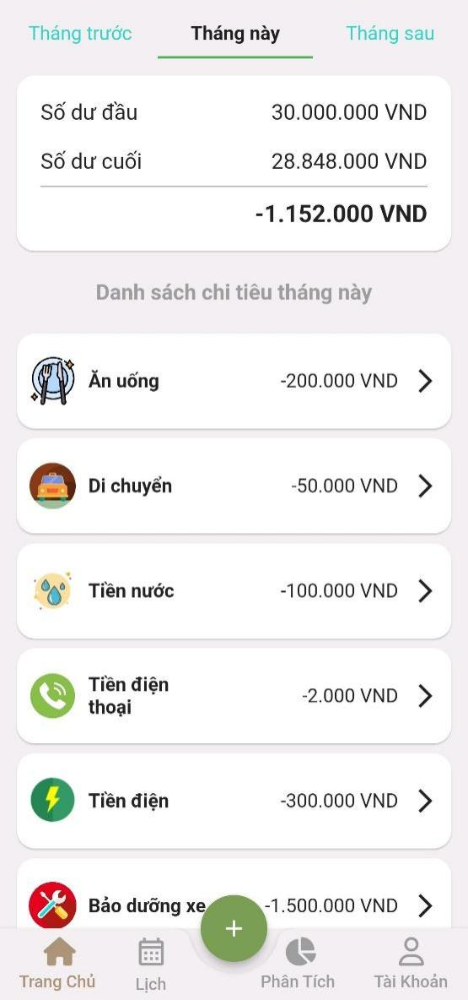 Tháng trước Tháng này Tháng sau
Số dư đầu 30.000.000 VND
Số dư cuối 28.848.000 VND
-1.152.000 VND
Danh sách chi tiêu tháng này
Ăn uống -200.000 VND
Di chuyển -50.000 VND
Tiền nước -100.000 VND
Tiền điện
thoại
-2.000 VND
Tiền điện -300.000 VND
Bảo dưỡng xe -1.500.000 VND
+
Trang Chủ Lịch Phân Tích Tài Khoản